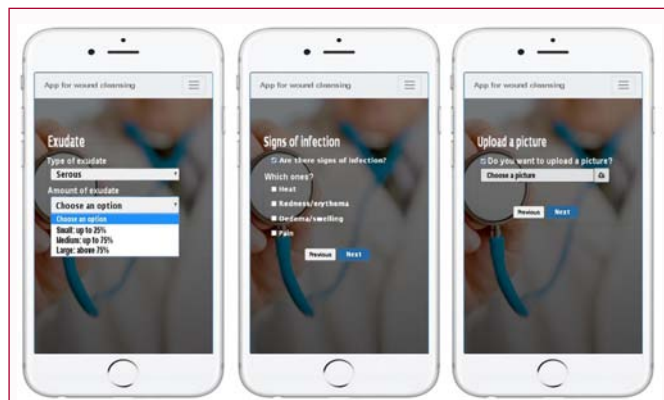 App for wound cleansing
Exudate
Type of exudate
Serous
Amount of exudate
Choose an option
Choose an option
Small: up to 25%
Medium: up to 75%
Large: above 75%
App for wound cleansing
Signs of infection
Are there signs of infection?
Which ones?
Heat
Redness/erythema
Oedema/swelling
Pain
Previous Next
App for wound cleansing
Upload a picture
Do you want to upload a picture?
Choose a picture
Previous Next